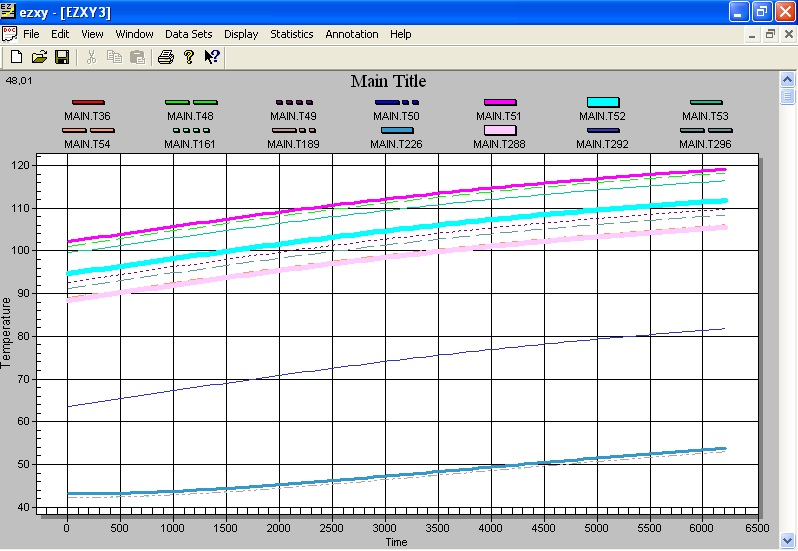 EZ
ezxy - [EZXY3]
DOC File Edit View Window Data Sets Display Statistics Annotation Help
48,01
Main Title
MAIN.T36 MAIN.T48 MAIN.T49 MAIN.T50 MAIN.T51 MAIN.T52 MAIN.T53
MAIN.T54 MAIN.T161 MAIN.T189 MAIN.T226 MAIN.T288 MAIN.T292 MAIN.T296
120
110
100
90
80
70
60
50
40
Temperature
0 500 1000 1500 2000 2500 3000 3500 4000 4500 5000 5500 6000 6500
Time